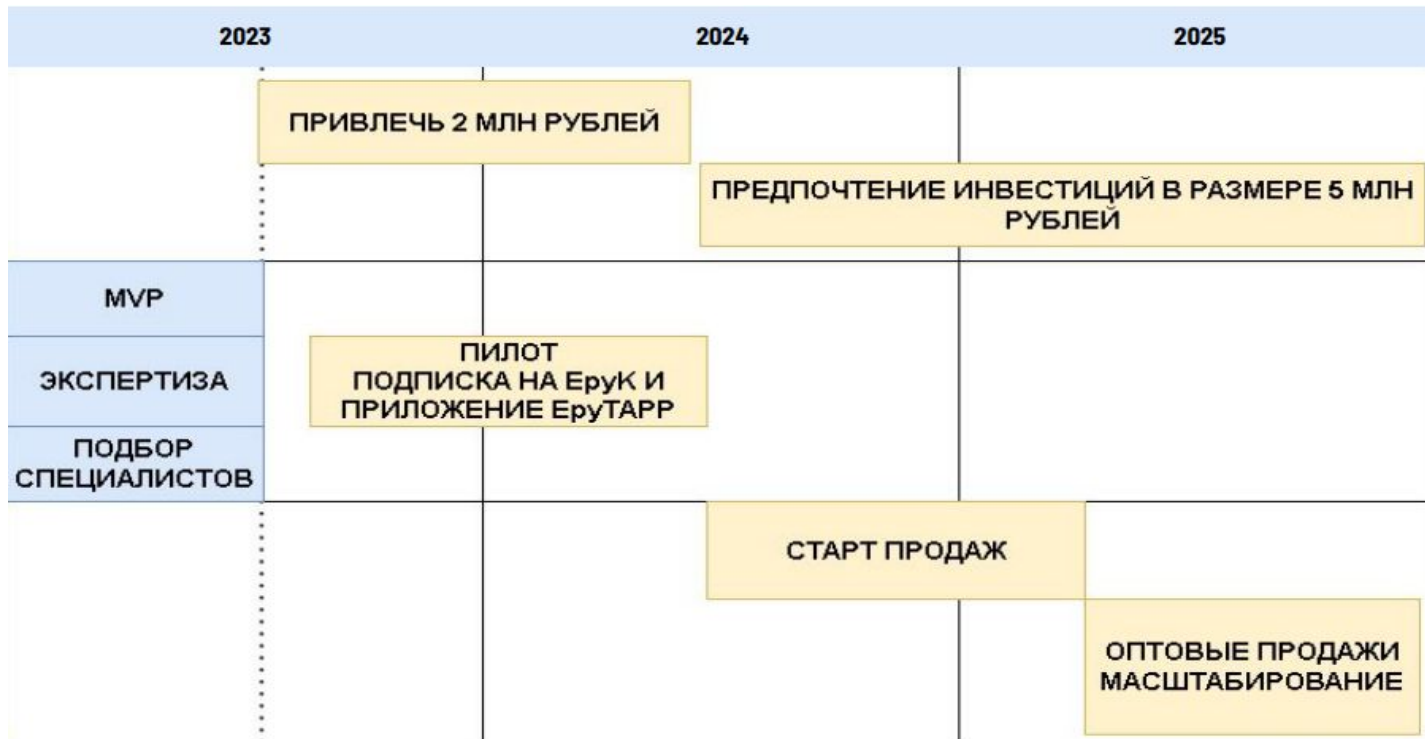 2023 2024 2025
ПРИВЛЕЧЬ 2 МЛН РУБЛЕЙ
ПРЕДПОЧТЕНИЕ ИНВЕСТИЦИЙ В РАЗМЕРЕ 5 МЛН
РУБЛЕЙ
MVP
ЭКСПЕРТИЗА
ПОДБОР
СПЕЦИАЛИСТОВ
ПИЛОТ
ПОДПИСКА НА ЕруК И
ПРИЛОЖЕНИЕ ЕруТАРР
СТАРТ ПРОДАЖ
ОПТОВЫЕ ПРОДАЖИ
МАСШТАБИРОВАНИЕ